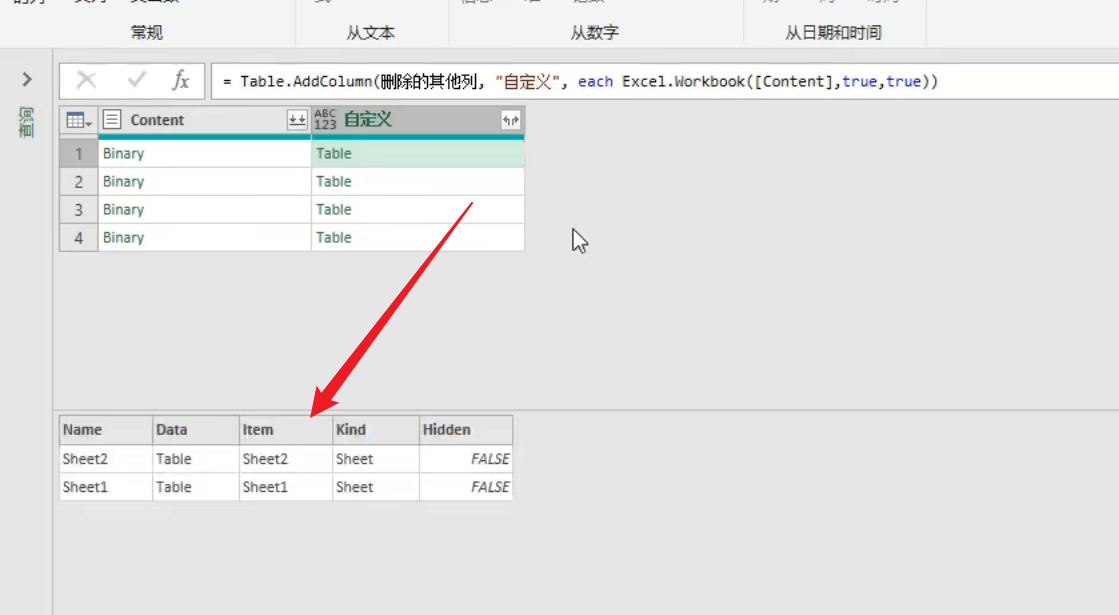 常规 从文本 从数字 从日期和时间
查询
fx = Table.AddColumn(删除的其他列, "自定义", each Excel.Workbook([Content],true,true))
Content ABC 123 自定义
1 Binary Table
2 Binary Table
3 Binary Table
4 Binary Table
Name Data Item Kind Hidden
Sheet2 Table Sheet2 Sheet FALSE
Sheet1 Table Sheet1 Sheet FALSE